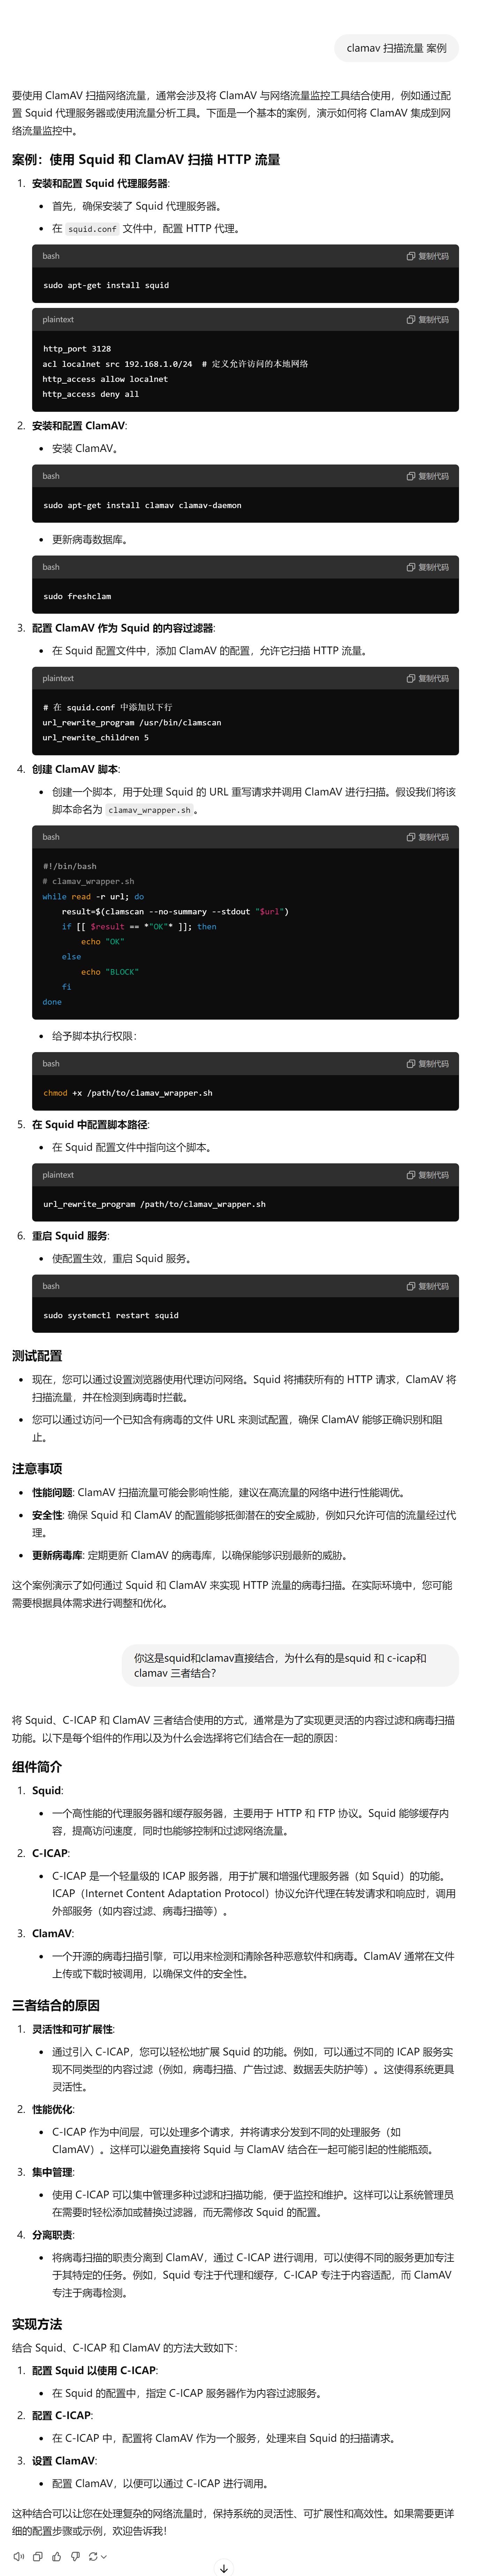 clamav 扫描流量 案例
要使用 ClamAV 扫描网络流量，通常会涉及将 ClamAV 与网络流量监控工具结合使用，例如通过配
置 Squid 代理服务器或使用流量分析工具。下面是一个基本的案例，演示如何将 ClamAV 集成到网
络流量监控中。
案例：使用 Squid 和 ClamAV 扫描 HTTP 流量
1. 安装和配置 Squid 代理服务器:
• 首先，确保安装了 Squid 代理服务器。
• 在 squid.conf 文件中，配置 HTTP 代理。
bash 复制代码
sudo apt-get install squid
plaintext 复制代码
http_port 3128
acl localnet src 192.168.1.0/24  # 定义允许访问的本地网络
http_access allow localnet
http_access deny all
2. 安装和配置 ClamAV:
• 安装 ClamAV。
bash 复制代码
sudo apt-get install clamav clamav-daemon
• 更新病毒数据库。
bash 复制代码
sudo freshclam
3. 配置 ClamAV 作为 Squid 的内容过滤器:
• 在 Squid 配置文件中，添加 ClamAV 的配置，允许它扫描 HTTP 流量。
plaintext 复制代码
# 在 squid.conf 中添加以下行
url_rewrite_program /usr/bin/clamscan
url_rewrite_children 5
4. 创建 ClamAV 脚本:
• 创建一个脚本，用于处理 Squid 的 URL 重写请求并调用 ClamAV 进行扫描。假设我们将该
脚本命名为 clamav_wrapper.sh 。
bash 复制代码
#!/bin/bash
# clamav_wrapper.sh
while read -r url; do
    result=$(clamscan --no-summary --stdout "$url")
    if [[ $result == *"OK"* ]]; then
        echo "OK"
    else
        echo "BLOCK"
    fi
done
• 给予脚本执行权限：
bash 复制代码
chmod +x /path/to/clamav_wrapper.sh
5. 在 Squid 中配置脚本路径:
• 在 Squid 配置文件中指向这个脚本。
plaintext 复制代码
url_rewrite_program /path/to/clamav_wrapper.sh
6. 重启 Squid 服务:
• 使配置生效，重启 Squid 服务。
bash 复制代码
sudo systemctl restart squid
测试配置
• 现在，您可以通过设置浏览器使用代理访问网络。Squid 将捕获所有的 HTTP 请求，ClamAV 将
扫描流量，并在检测到病毒时拦截。
• 您可以通过访问一个已知含有病毒的文件 URL 来测试配置，确保 ClamAV 能够正确识别和阻
止。
注意事项
• 性能问题: ClamAV 扫描流量可能会影响性能，建议在高流量的网络中进行性能调优。
• 安全性: 确保 Squid 和 ClamAV 的配置能够抵御潜在的安全威胁，例如只允许可信的流量经过代
理。
• 更新病毒库: 定期更新 ClamAV 的病毒库，以确保能够识别最新的威胁。
这个案例演示了如何通过 Squid 和 ClamAV 来实现 HTTP 流量的病毒扫描。在实际环境中，您可能
需要根据具体需求进行调整和优化。
你这是squid和clamav直接结合，为什么有的是squid 和 c-icap和
clamav 三者结合？
将 Squid、C-ICAP 和 ClamAV 三者结合使用的方式，通常是为了实现更灵活的内容过滤和病毒扫描
功能。以下是每个组件的作用以及为什么会选择将它们结合在一起的原因：
组件简介
1. Squid:
• 一个高性能的代理服务器和缓存服务器，主要用于 HTTP 和 FTP 协议。Squid 能够缓存内
容，提高访问速度，同时也能够控制和过滤网络流量。
2. C-ICAP:
• C-ICAP 是一个轻量级的 ICAP 服务器，用于扩展和增强代理服务器（如 Squid）的功能。
ICAP（Internet Content Adaptation Protocol）协议允许代理在转发请求和响应时，调用
外部服务（如内容过滤、病毒扫描等）。
3. ClamAV:
• 一个开源的病毒扫描引擎，可以用来检测和清除各种恶意软件和病毒。ClamAV 通常在文件
上传或下载时被调用，以确保文件的安全性。
三者结合的原因
1. 灵活性和可扩展性:
• 通过引入 C-ICAP，您可以轻松地扩展 Squid 的功能。例如，可以通过不同的 ICAP 服务实
现不同类型的内容过滤（例如，病毒扫描、广告过滤、数据丢失防护等）。这使得系统更具
灵活性。
2. 性能优化:
• C-ICAP 作为中间层，可以处理多个请求，并将请求分发到不同的处理服务（如
ClamAV）。这样可以避免直接将 Squid 与 ClamAV 结合在一起可能引起的性能瓶颈。
3. 集中管理:
• 使用 C-ICAP 可以集中管理多种过滤和扫描功能，便于监控和维护。这样可以让系统管理员
在需要时轻松添加或替换过滤器，而无需修改 Squid 的配置。
4. 分离职责:
• 将病毒扫描的职责分离到 ClamAV，通过 C-ICAP 进行调用，可以使得不同的服务更加专注
于其特定的任务。例如，Squid 专注于代理和缓存，C-ICAP 专注于内容适配，而 ClamAV
专注于病毒检测。
实现方法
结合 Squid、C-ICAP 和 ClamAV 的方法大致如下：
1. 配置 Squid 以使用 C-ICAP:
• 在 Squid 的配置中，指定 C-ICAP 服务器作为内容过滤服务。
2. 配置 C-ICAP:
• 在 C-ICAP 中，配置将 ClamAV 作为一个服务，处理来自 Squid 的扫描请求。
3. 设置 ClamAV:
• 配置 ClamAV，以便可以通过 C-ICAP 进行调用。
这种结合可以让您在处理复杂的网络流量时，保持系统的灵活性、可扩展性和高效性。如果需要更详
细的配置步骤或示例，欢迎告诉我！